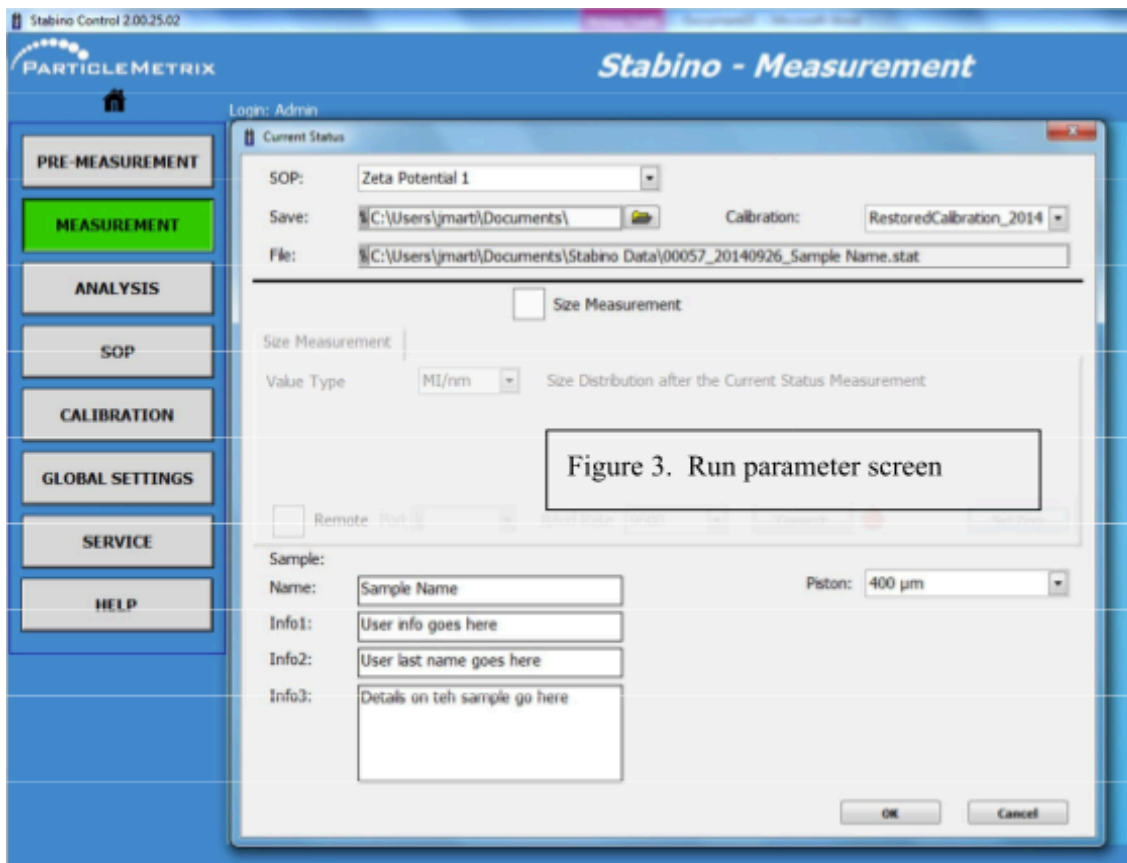 Stabino Control 2.00.25.02
PARTICLEMETRIX
Stabino - Measurement
Login: Admin
Current Status
PRE-MEASUREMENT
MEASUREMENT
ANALYSIS
SOP
CALIBRATION
GLOBAL SETTINGS
SERVICE
HELP
SOP: Zeta Potential 1
Save: C:\Users\jmarti\Documents\ Calibration: RestoredCalibration_2014
File: C:\Users\jmarti\Documents\Stabino Data\00057_20140926_Sample Name.stat
Size Measurement
Size Measurement
Value Type MI/nm Size Distribution after the Current Status Measurement
Figure 3. Run parameter screen
Remote
Sample:
Name: Sample Name Piston: 400 µm
Info1: User info goes here
Info2: User last name goes here
Info3: Details on teh sample go here
OK Cancel